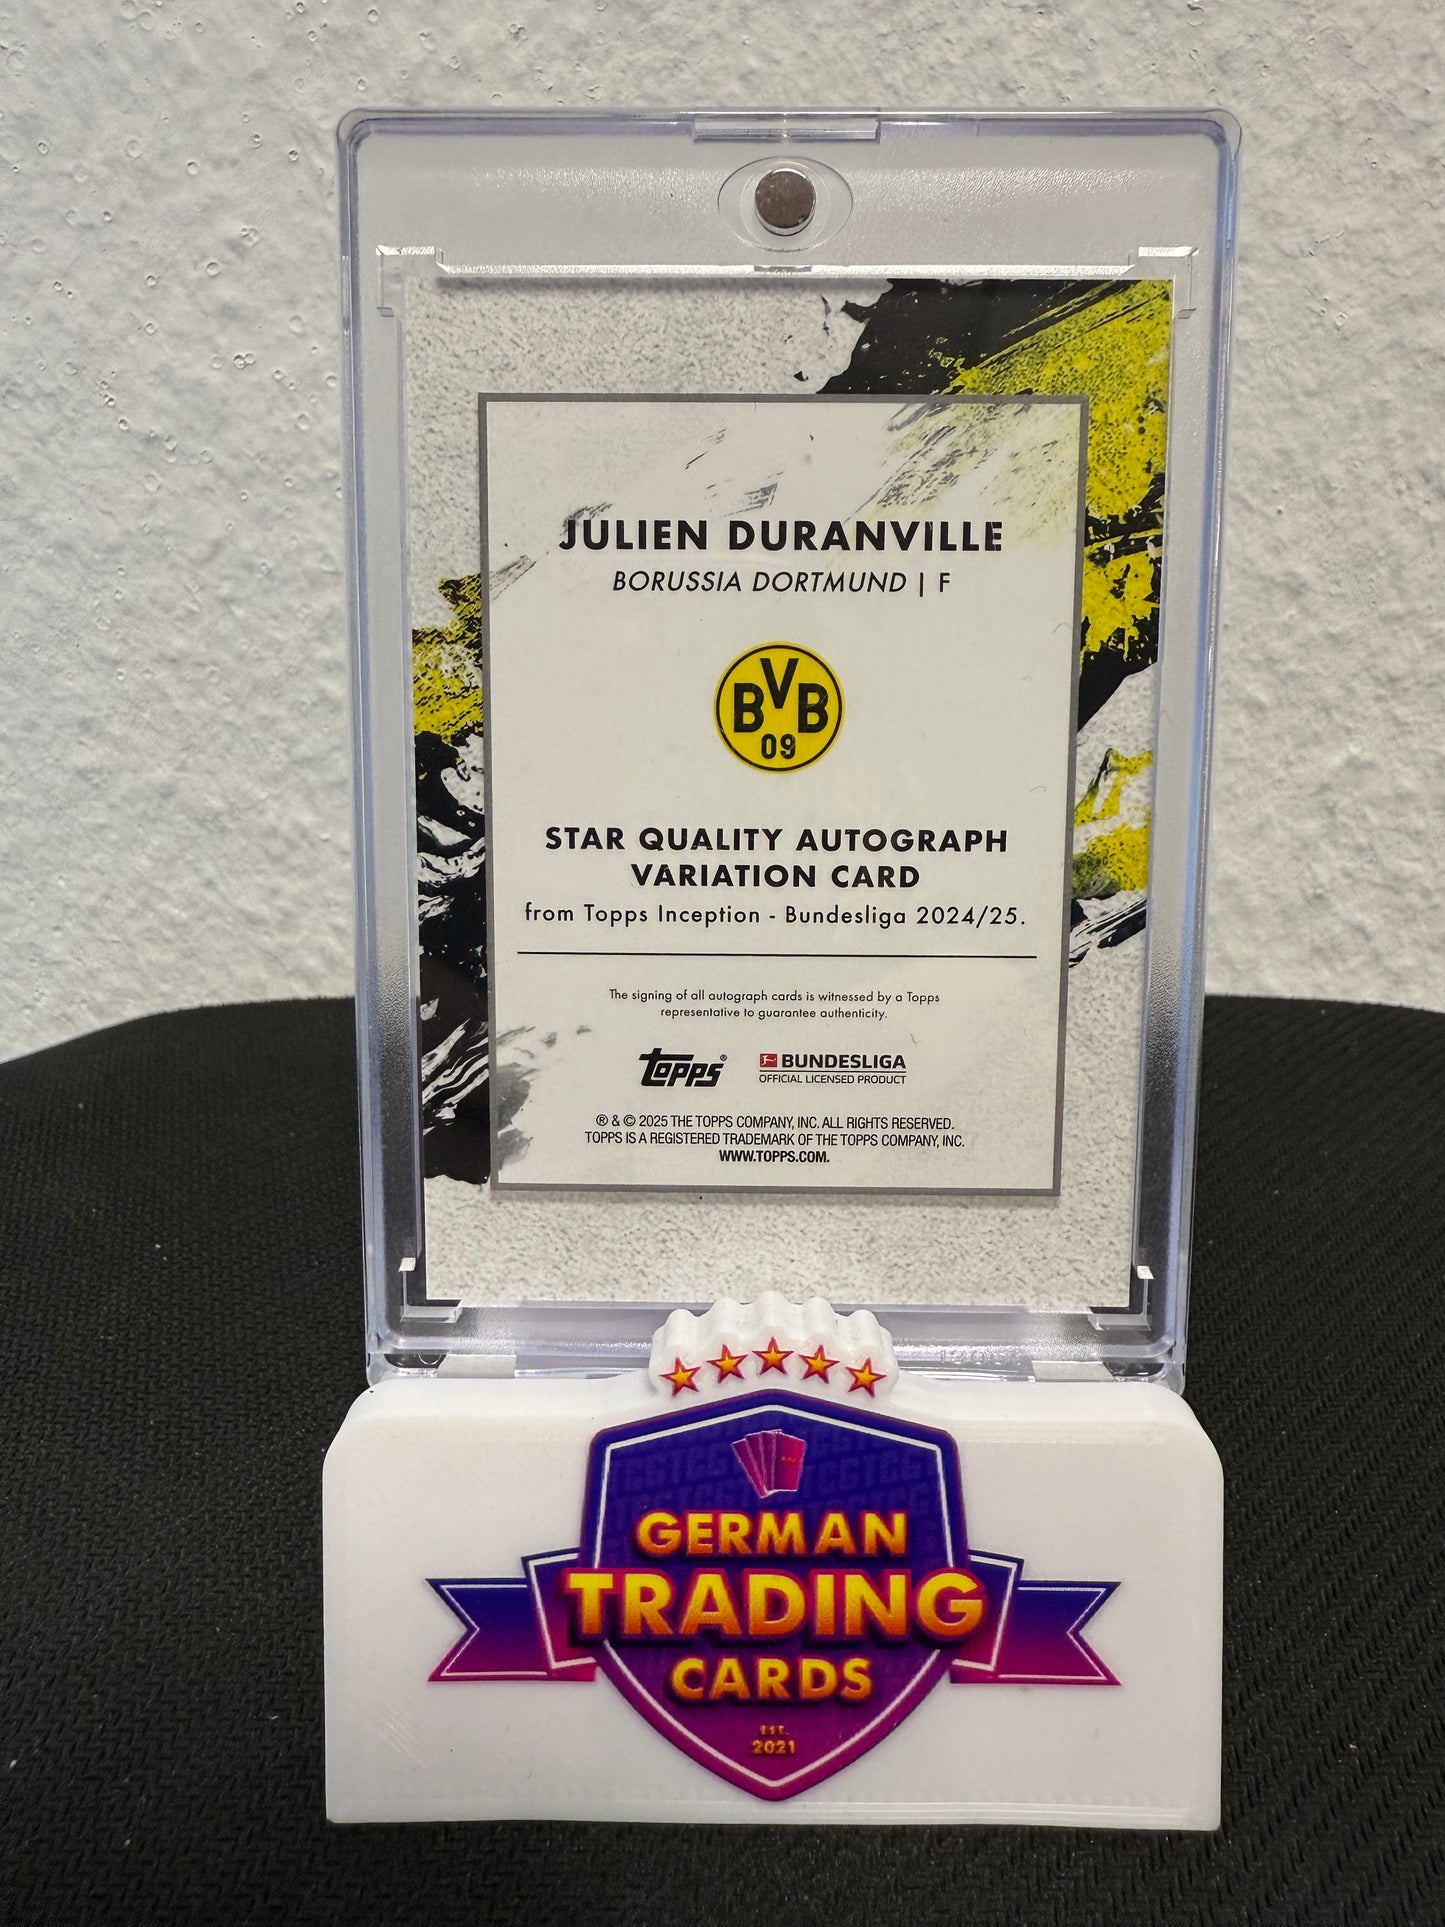 JULIEN DURANVILLE
BORUSSIA DORTMUND | F
BVB
09
STAR QUALITY AUTOGRAPH
VARIATION CARD
from Topps Inception - Bundesliga 2024/25.
The signing of all autograph cards is witnessed by a Topps
representative to guarantee authenticity.
topps® BUNDESLIGA
OFFICIAL LICENSED PRODUCT
® & © 2025 THE TOPPS COMPANY, INC. ALL RIGHTS RESERVED.
TOPPS IS A REGISTERED TRADEMARK OF THE TOPPS COMPANY, INC.
WWW.TOPPS.COM.
GERMAN
TRADING
CARDS
EST.
2021